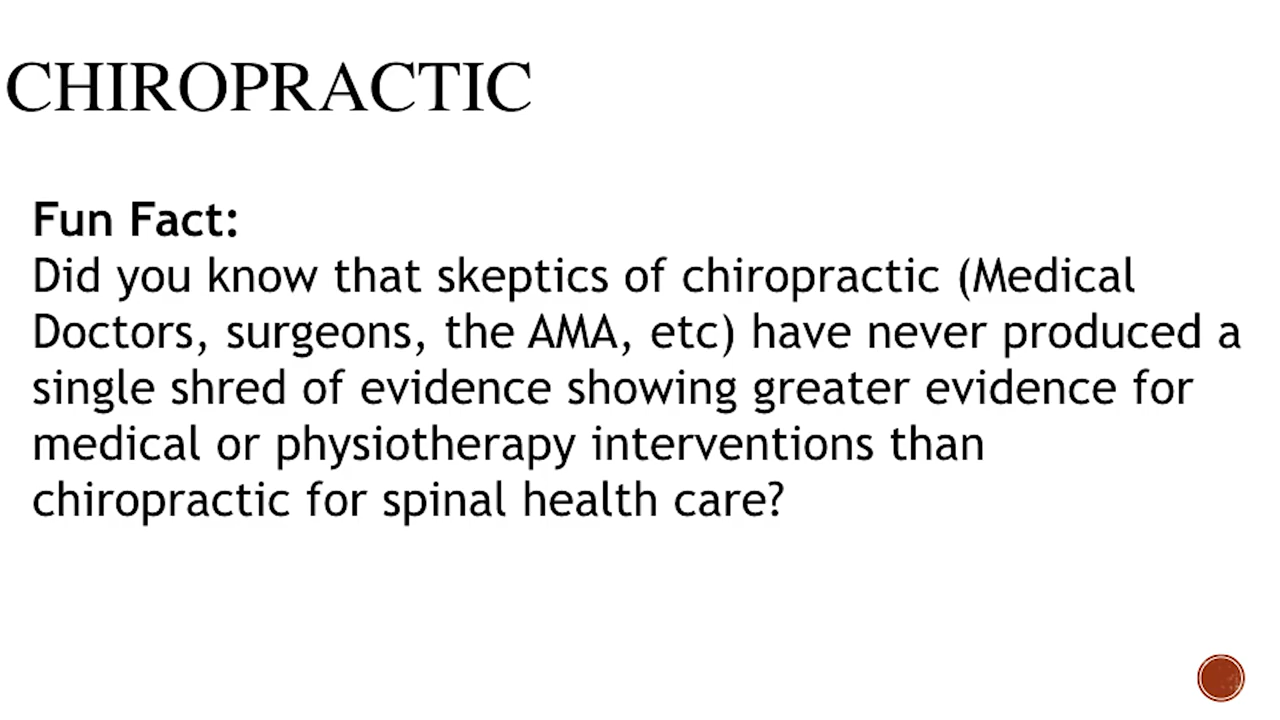 CHIROPRACTIC
Fun Fact:
Did you know that skeptics of chiropractic (Medical
Doctors, surgeons, the AMA, etc) have never produced a
single shred of evidence showing greater evidence for
medical or physiotherapy interventions than
chiropractic for spinal health care?